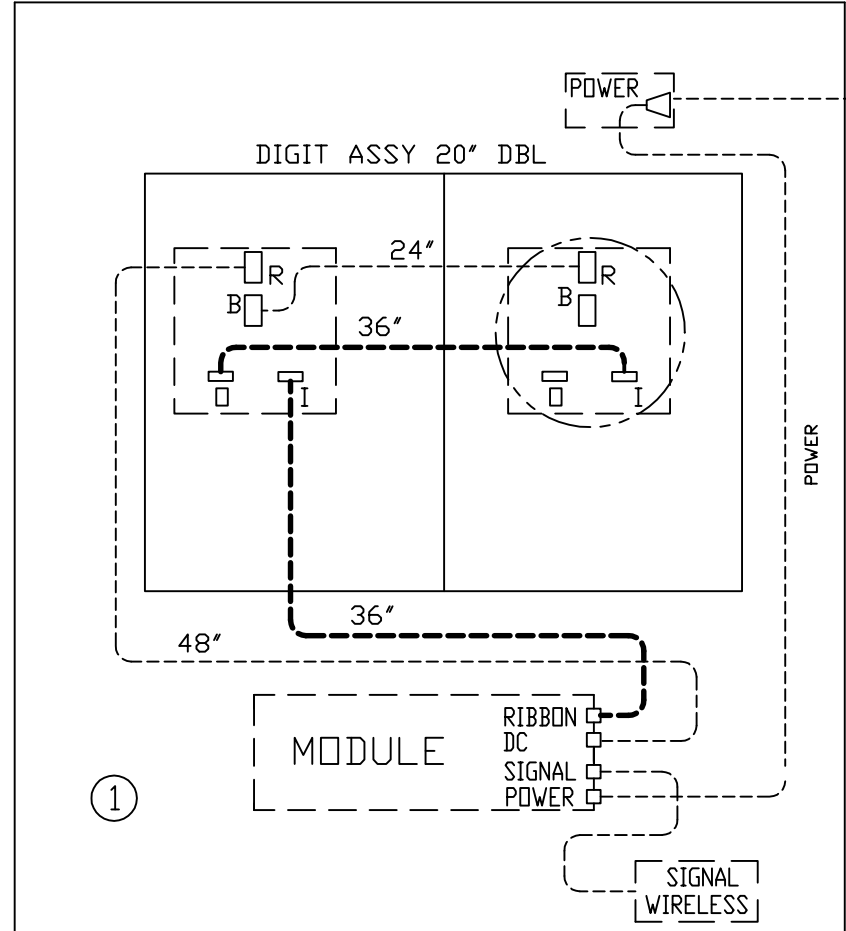 POWER
DIGIT ASSY 20" DBL
24"
R
R
B
B
36"
O
I
O
I
POWER
36"
48"
RIBBON
DC
MODULE
SIGNAL
POWER
1
SIGNAL
WIRELESS